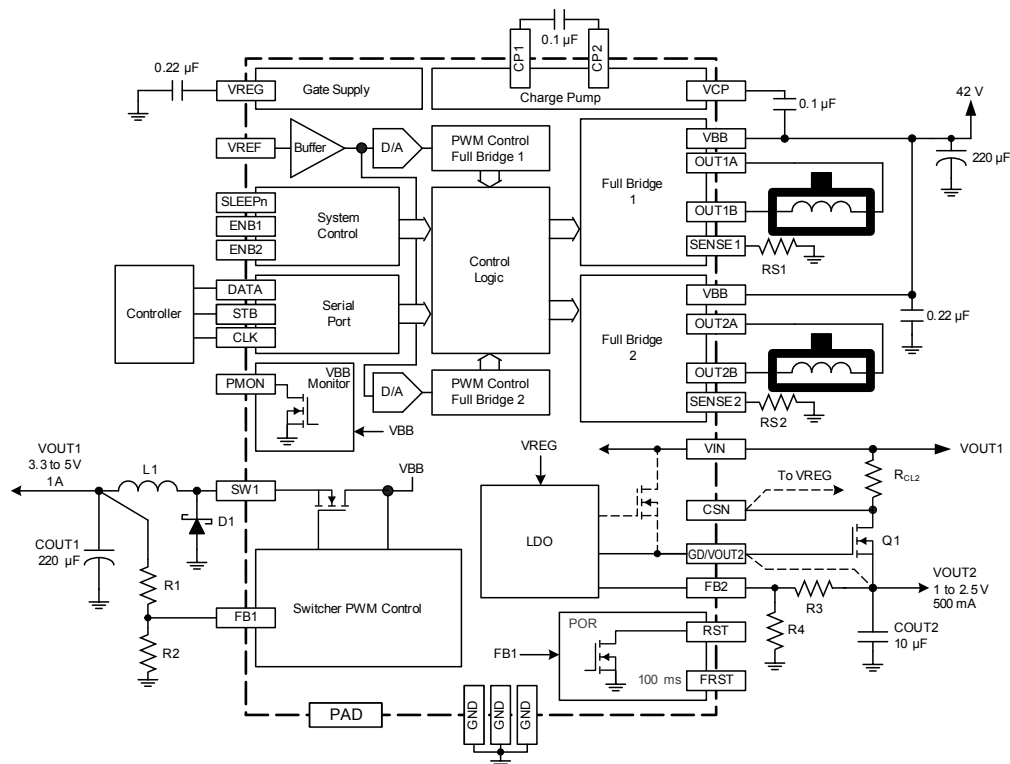 0.1 µF
CP1
CP2
0.22 µF
VREG
Gate Supply
Charge Pump
VCP
0.1 µF
42 V
VREF
Buffer
D/A
PWM Control
Full Bridge 1
VBB
220 µF
OUT1A
Full Bridge
1
SLEEPn
ENB1
ENB2
System
Control
OUT1B
SENSE1
RS1
Control
Logic
Controller
DATA
STB
CLK
Serial
Port
VBB
0.22 µF
OUT2A
Full Bridge
2
PMON
VBB
Monitor
VBB
D/A
PWM Control
Full Bridge 2
OUT2B
SENSE2
RS2
VOUT1
3.3 to 5V
1A
L1
SW1
VBB
D1
COUT1
220 µF
R1
R2
FB1
Switcher PWM Control
VREG
LDO
VIN
VOUT1
To VREG
RCL2
CSN
Q1
GD/VOUT2
FB2
R3
R4
VOUT2
1 to 2.5 V
500 mA
COUT2
10 µF
POR
FB1
RST
100 ms
FRST
PAD
GND
GND
GND